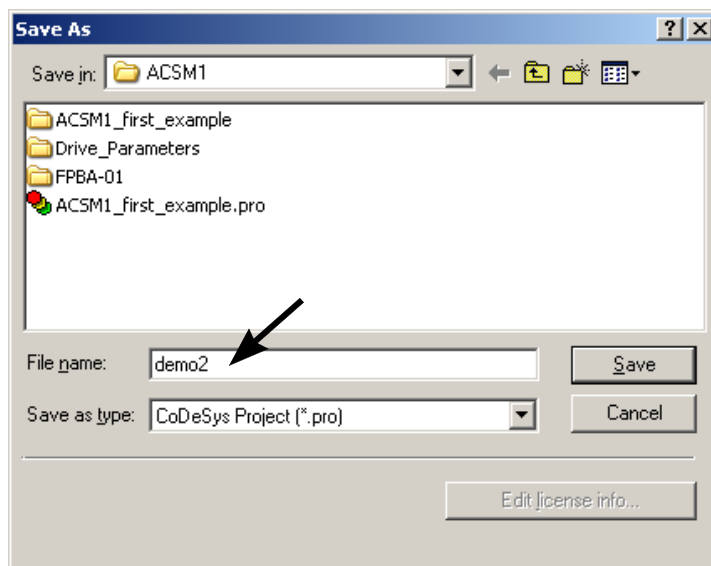 Save As
Save in: ACSM1
ACSM1_first_example
Drive_Parameters
FPBA-01
ACSM1_first_example.pro
File name: demo2 Save
Save as type: CoDeSys Project (*.pro) Cancel
Edit license info...